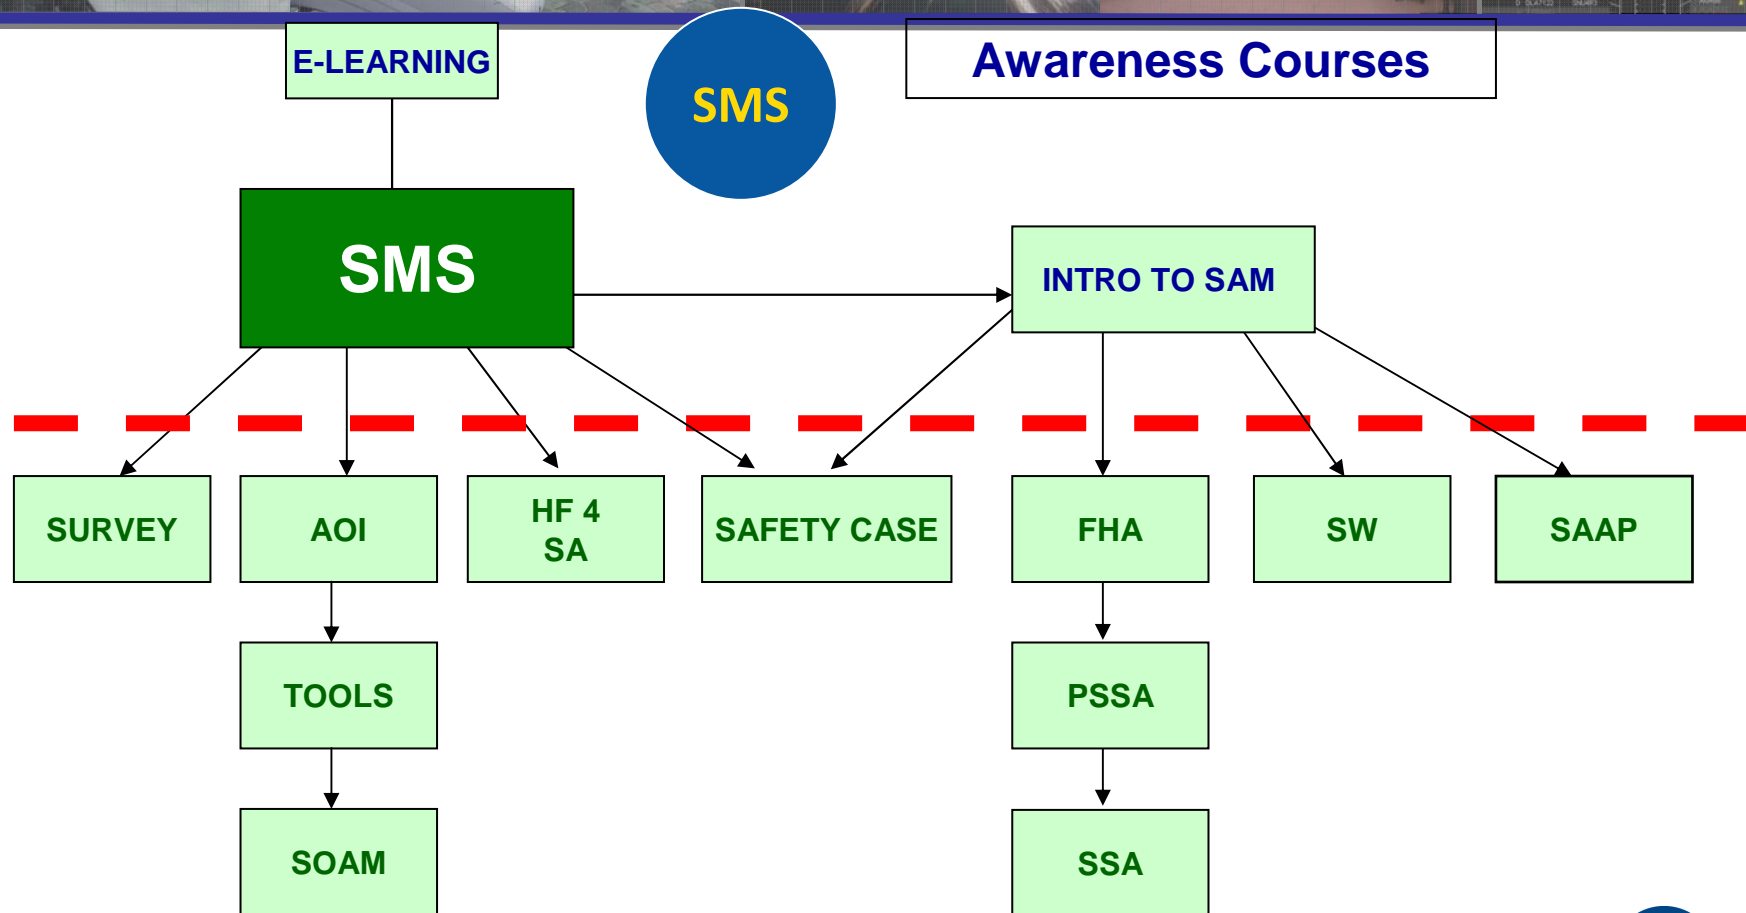 E-LEARNING
SMS
Awareness Courses
SMS
INTRO TO SAM
SURVEY
AOI
HF 4
SA
SAFETY CASE
FHA
SW
SAAP
TOOLS
PSSA
SOAM
SSA